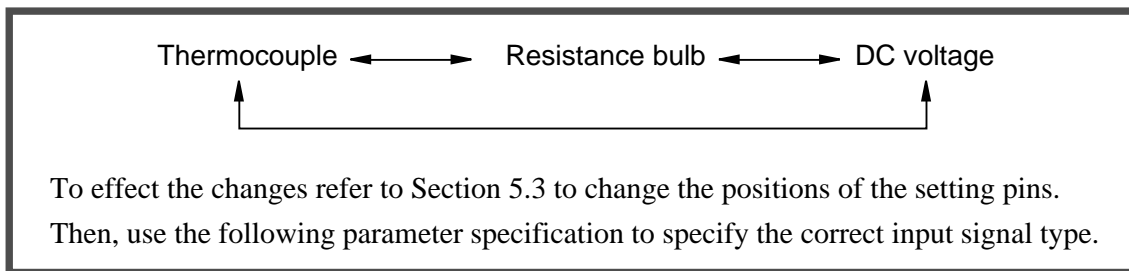 Thermocouple Resistance bulb DC voltage
To effect the changes refer to Section 5.3 to change the positions of the setting pins.
Then, use the following parameter specification to specify the correct input signal type.